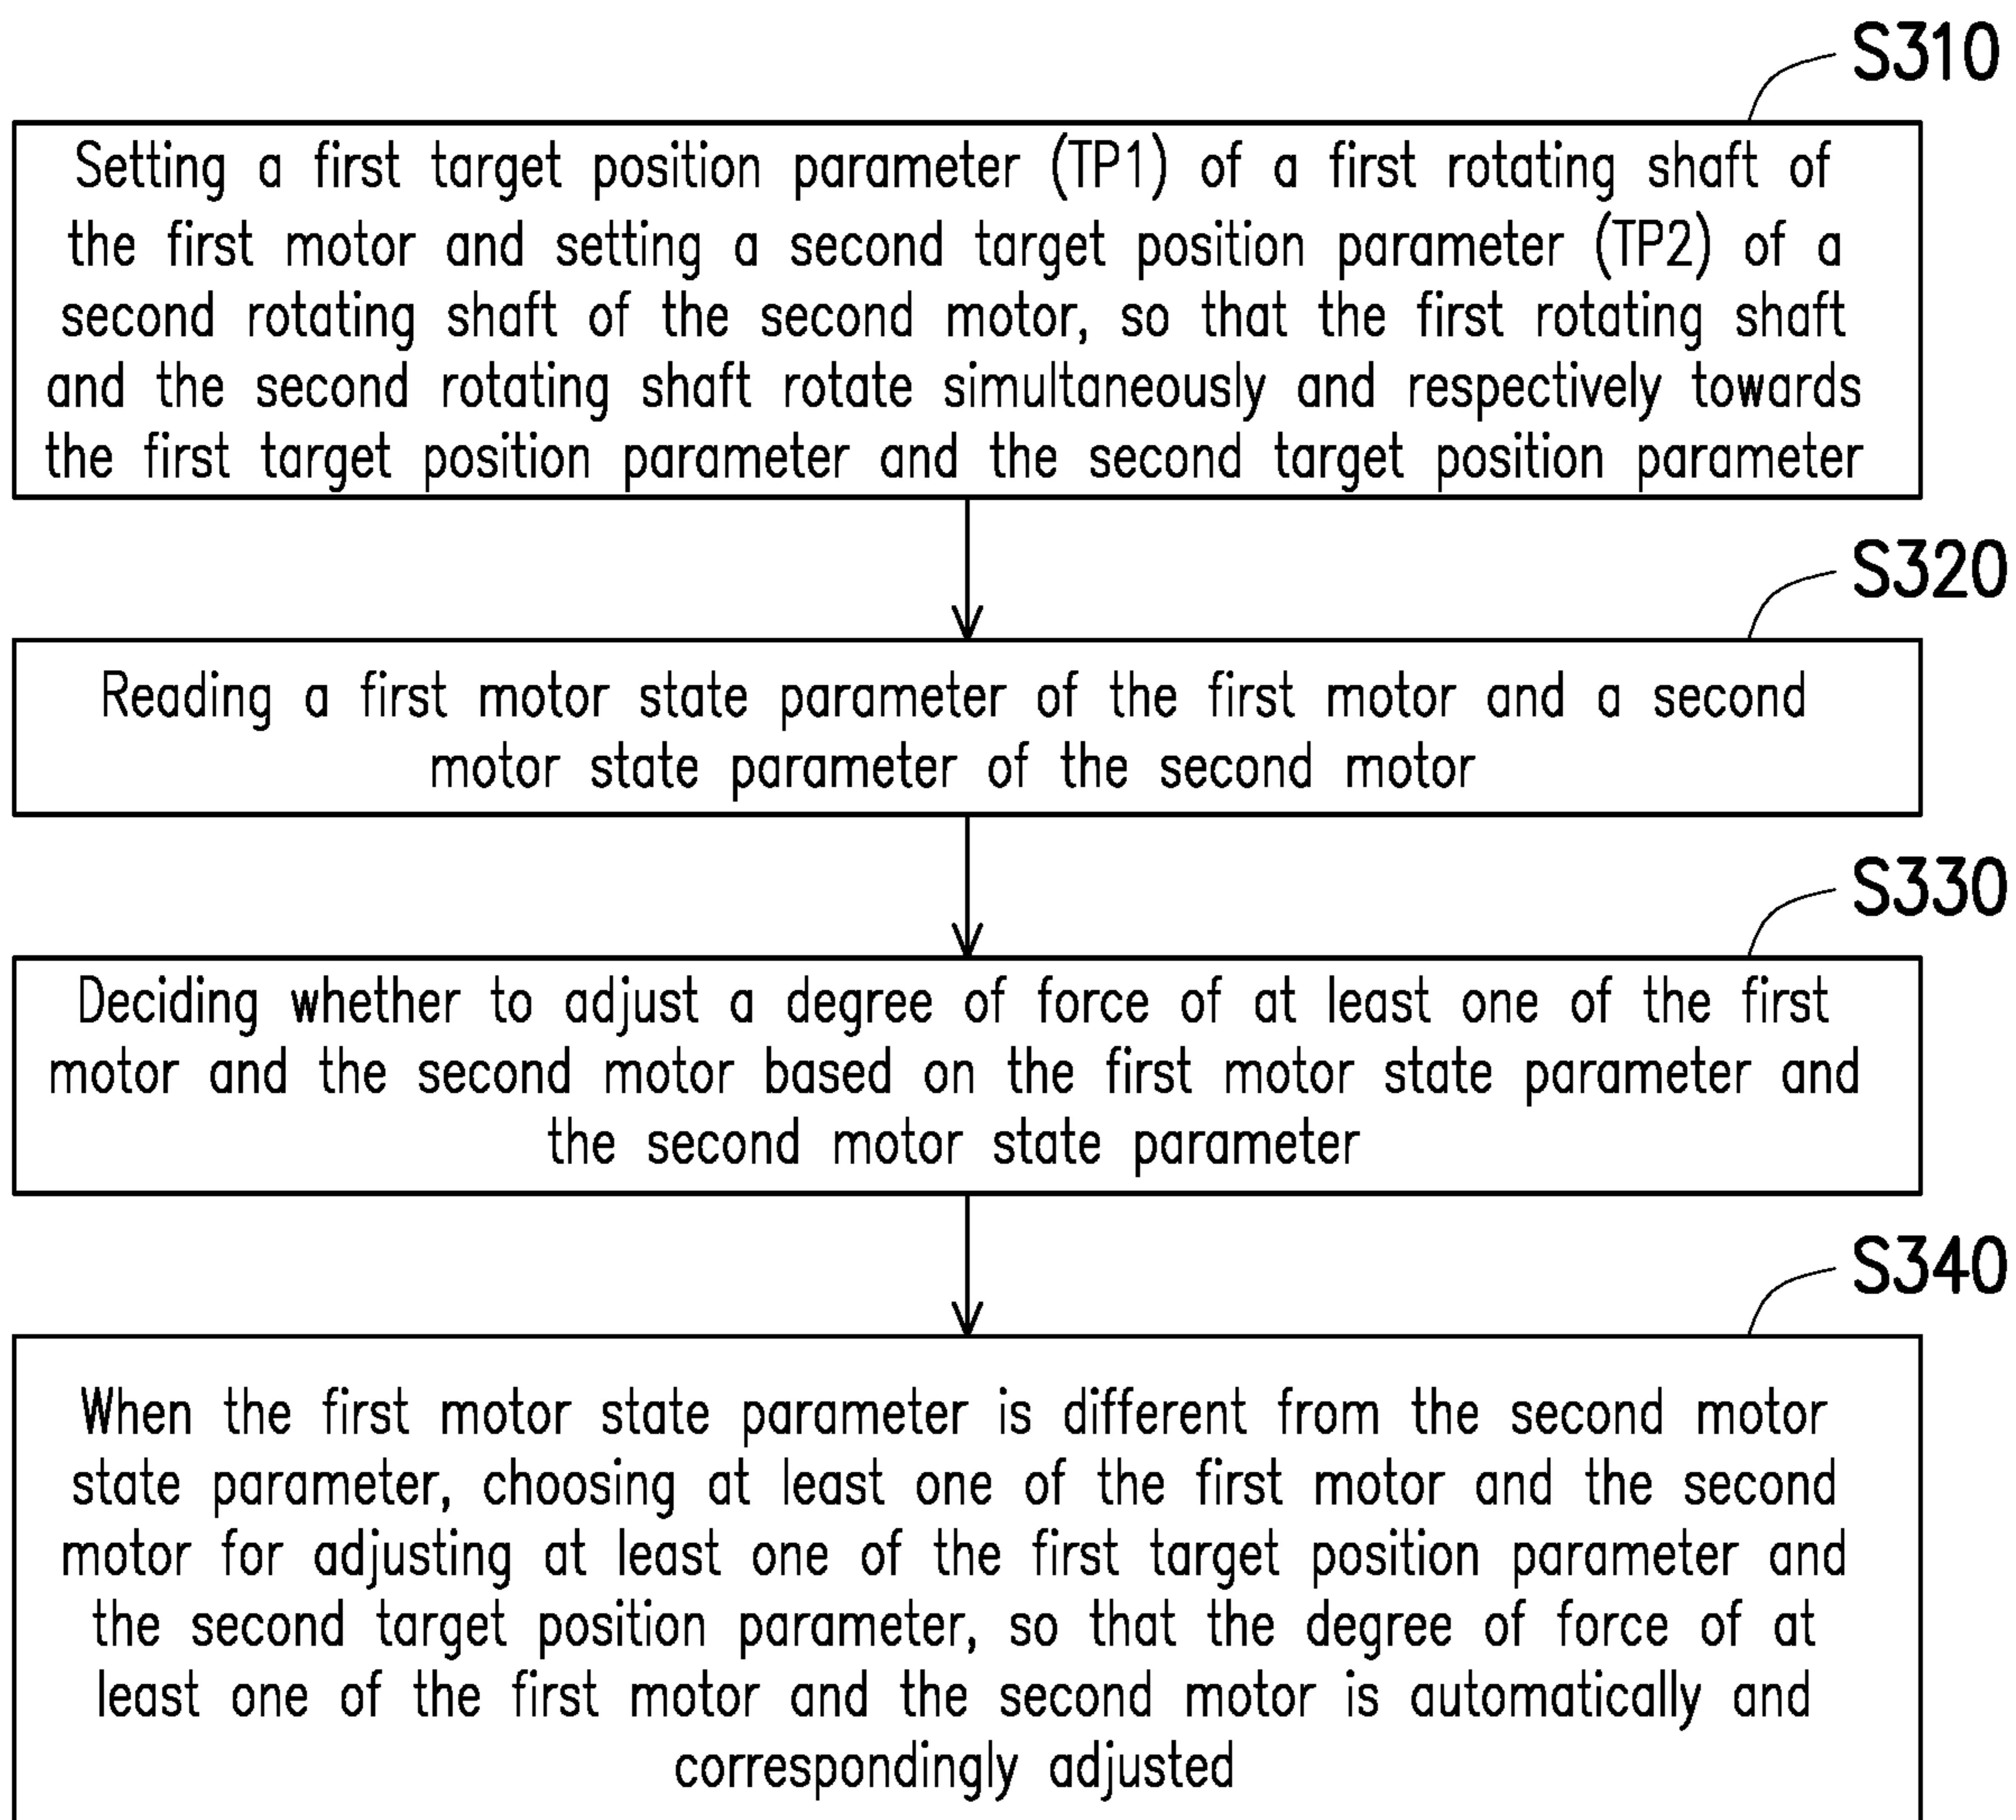 S310
Setting a first target position parameter (TP1) of a first rotating shaft of
the first motor and setting a second target position parameter (TP2) of a
second rotating shaft of the second motor, so that the first rotating shaft
and the second rotating shaft rotate simultaneously and respectively towards
the first target position parameter and the second target position parameter
S320
Reading a first motor state parameter of the first motor and a second
motor state parameter of the second motor
S330
Deciding whether to adjust a degree of force of at least one of the first
motor and the second motor based on the first motor state parameter and
the second motor state parameter
S340
When the first motor state parameter is different from the second motor
state parameter, choosing at least one of the first motor and the second
motor for adjusting at least one of the first target position parameter and
the second target position parameter, so that the degree of force of at
least one of the first motor and the second motor is automatically and
correspondingly adjusted